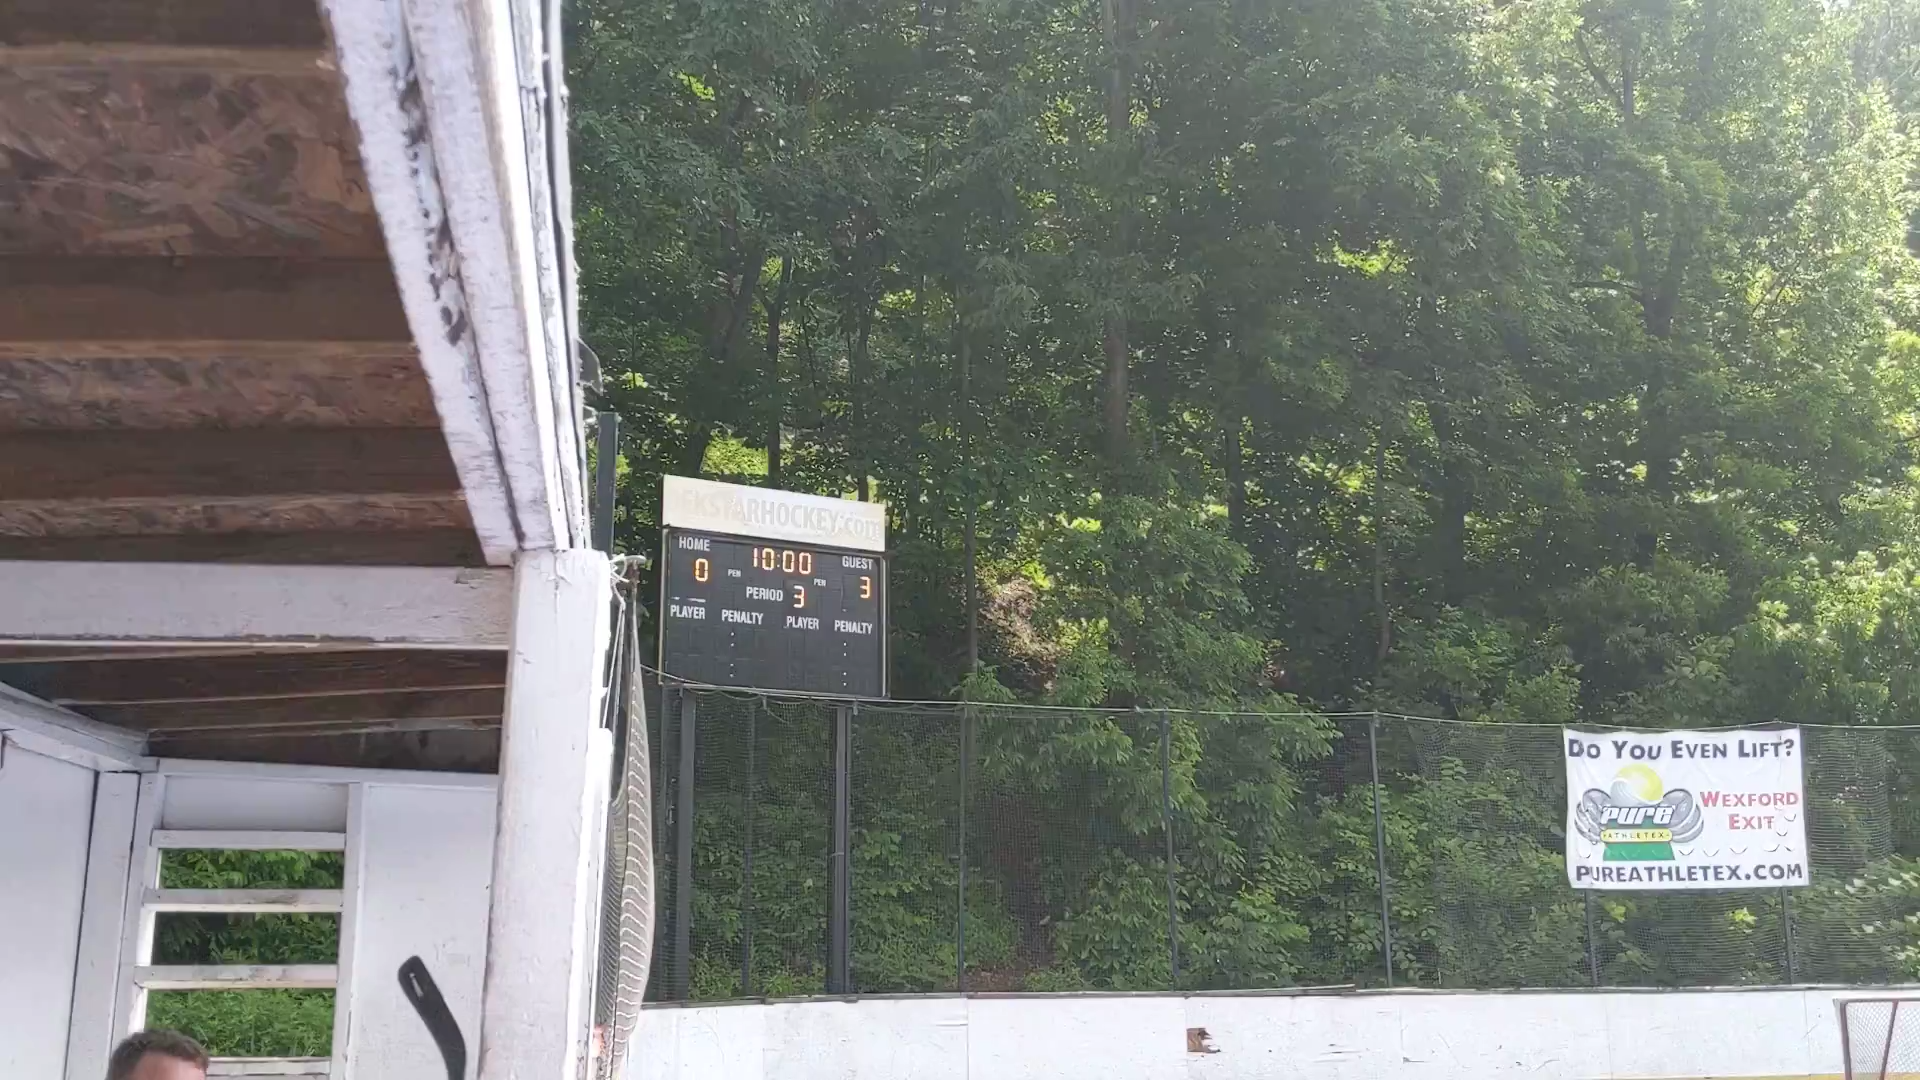 EKSTARHOCKEY.com
HOME 10:00 GUEST
0 PEN PEN 3
PERIOD 3
PLAYER PENALTY PLAYER PENALTY
DO YOU EVEN LIFT?
PURE
ATHLETEX
WEXFORD
EXIT
PUREATHLETEX.COM